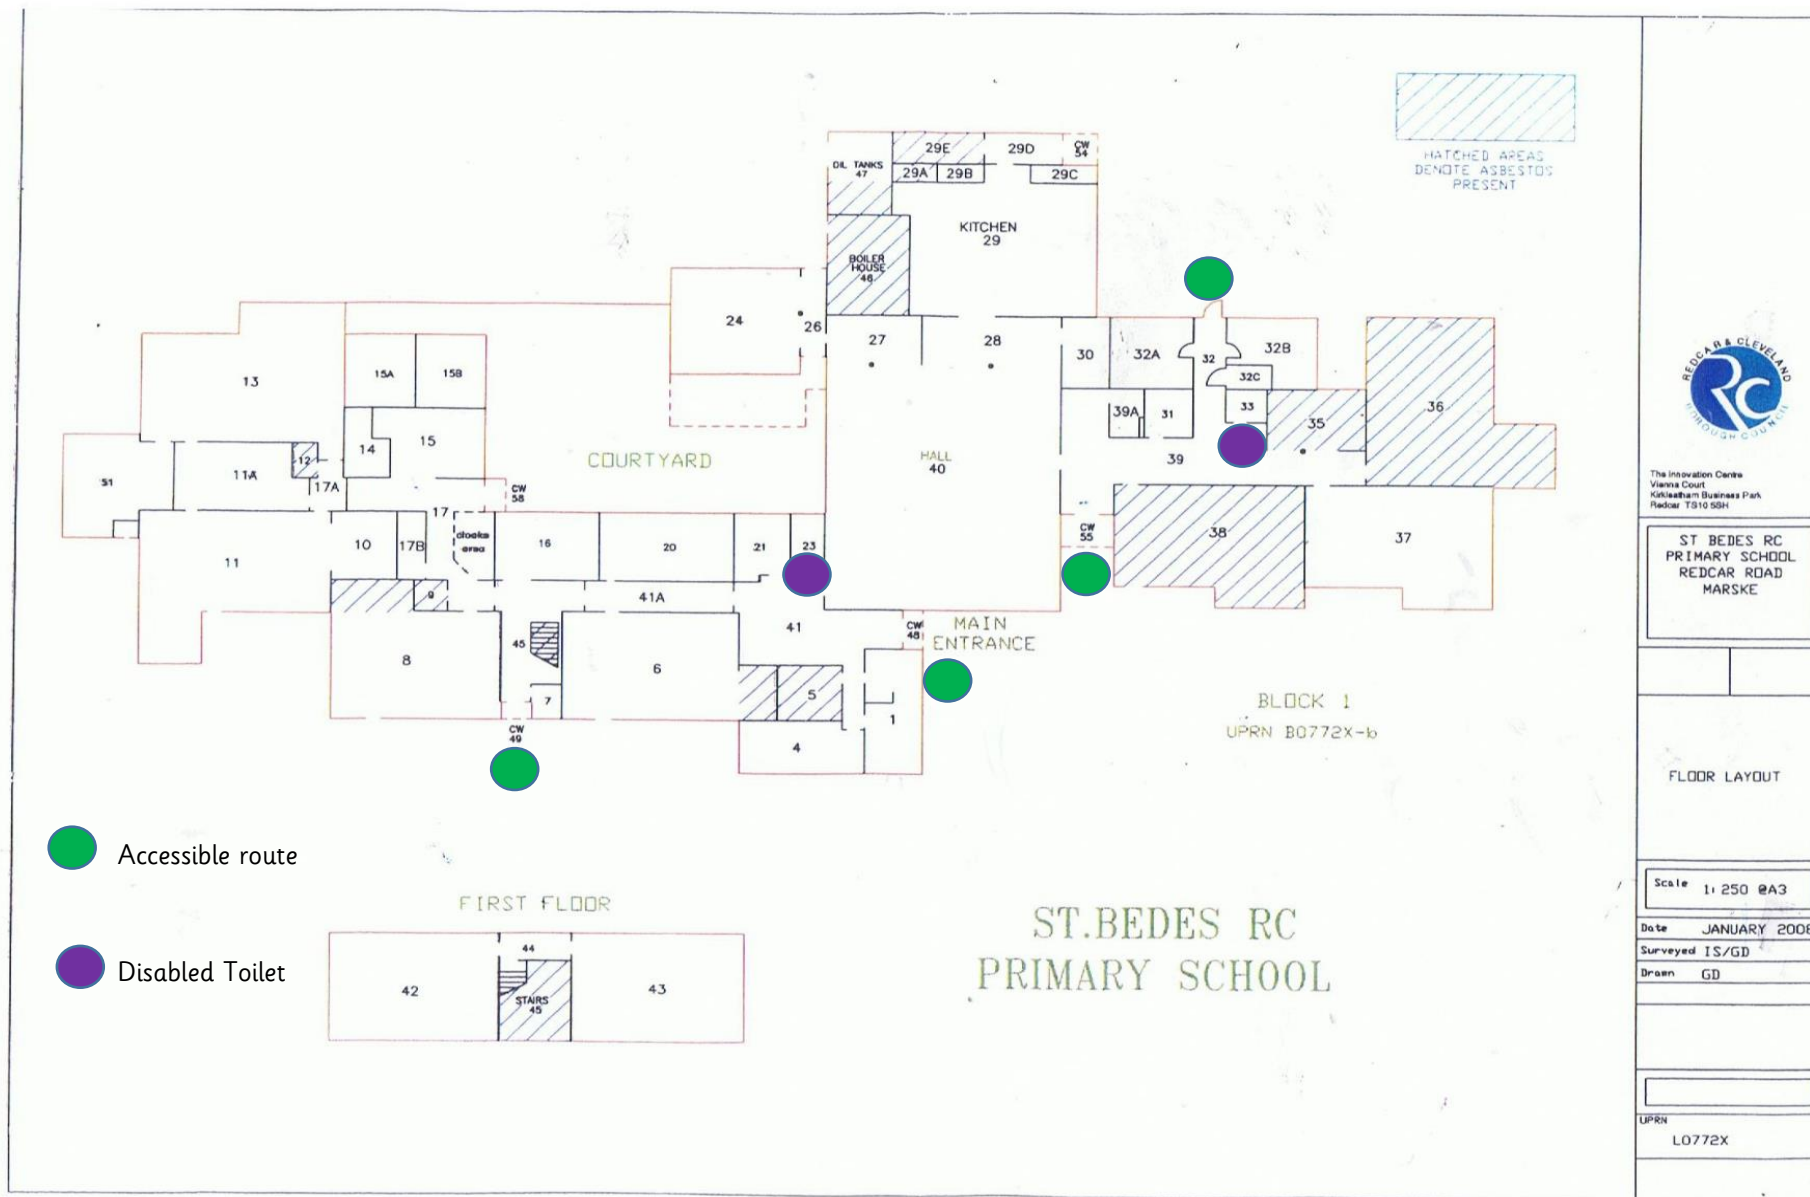 HATCHED AREAS
DENOTE ASBESTOS
PRESENT
29E
29D
CW
54
OIL TANKS
47
29A
29B
29C
KITCHEN
29
BOILER
HOUSE
46
24
26
27
28
30
32A
32
32B
32C
33
35
36
13
15A
15B
39A
31
14
15
COURTYARD
HALL
40
39
51
11A
12
17A
CW
58
17
cloaks
area
CW
55
38
37
11
10
17B
16
20
21
23
9
41A
41
CW
48
MAIN
ENTRANCE
8
45
6
7
5
1
4
CW
49
BLOCK 1
UPRN B0772X-b
Accessible route
Disabled Toilet
FIRST FLOOR
44
42
STAIRS
45
43
ST.BEDES RC
PRIMARY SCHOOL
REDCAR & CLEVELAND
BOROUGH COUNCIL
The Innovation Centre
Vienna Court
Kirkleatham Business Park
Redcar TS10 5SH
ST BEDES RC
PRIMARY SCHOOL
REDCAR ROAD
MARSKE
FLOOR LAYOUT
Scale 1: 250 @A3
Date JANUARY 2008
Surveyed IS/GD
Drawn GD
UPRN
L0772X